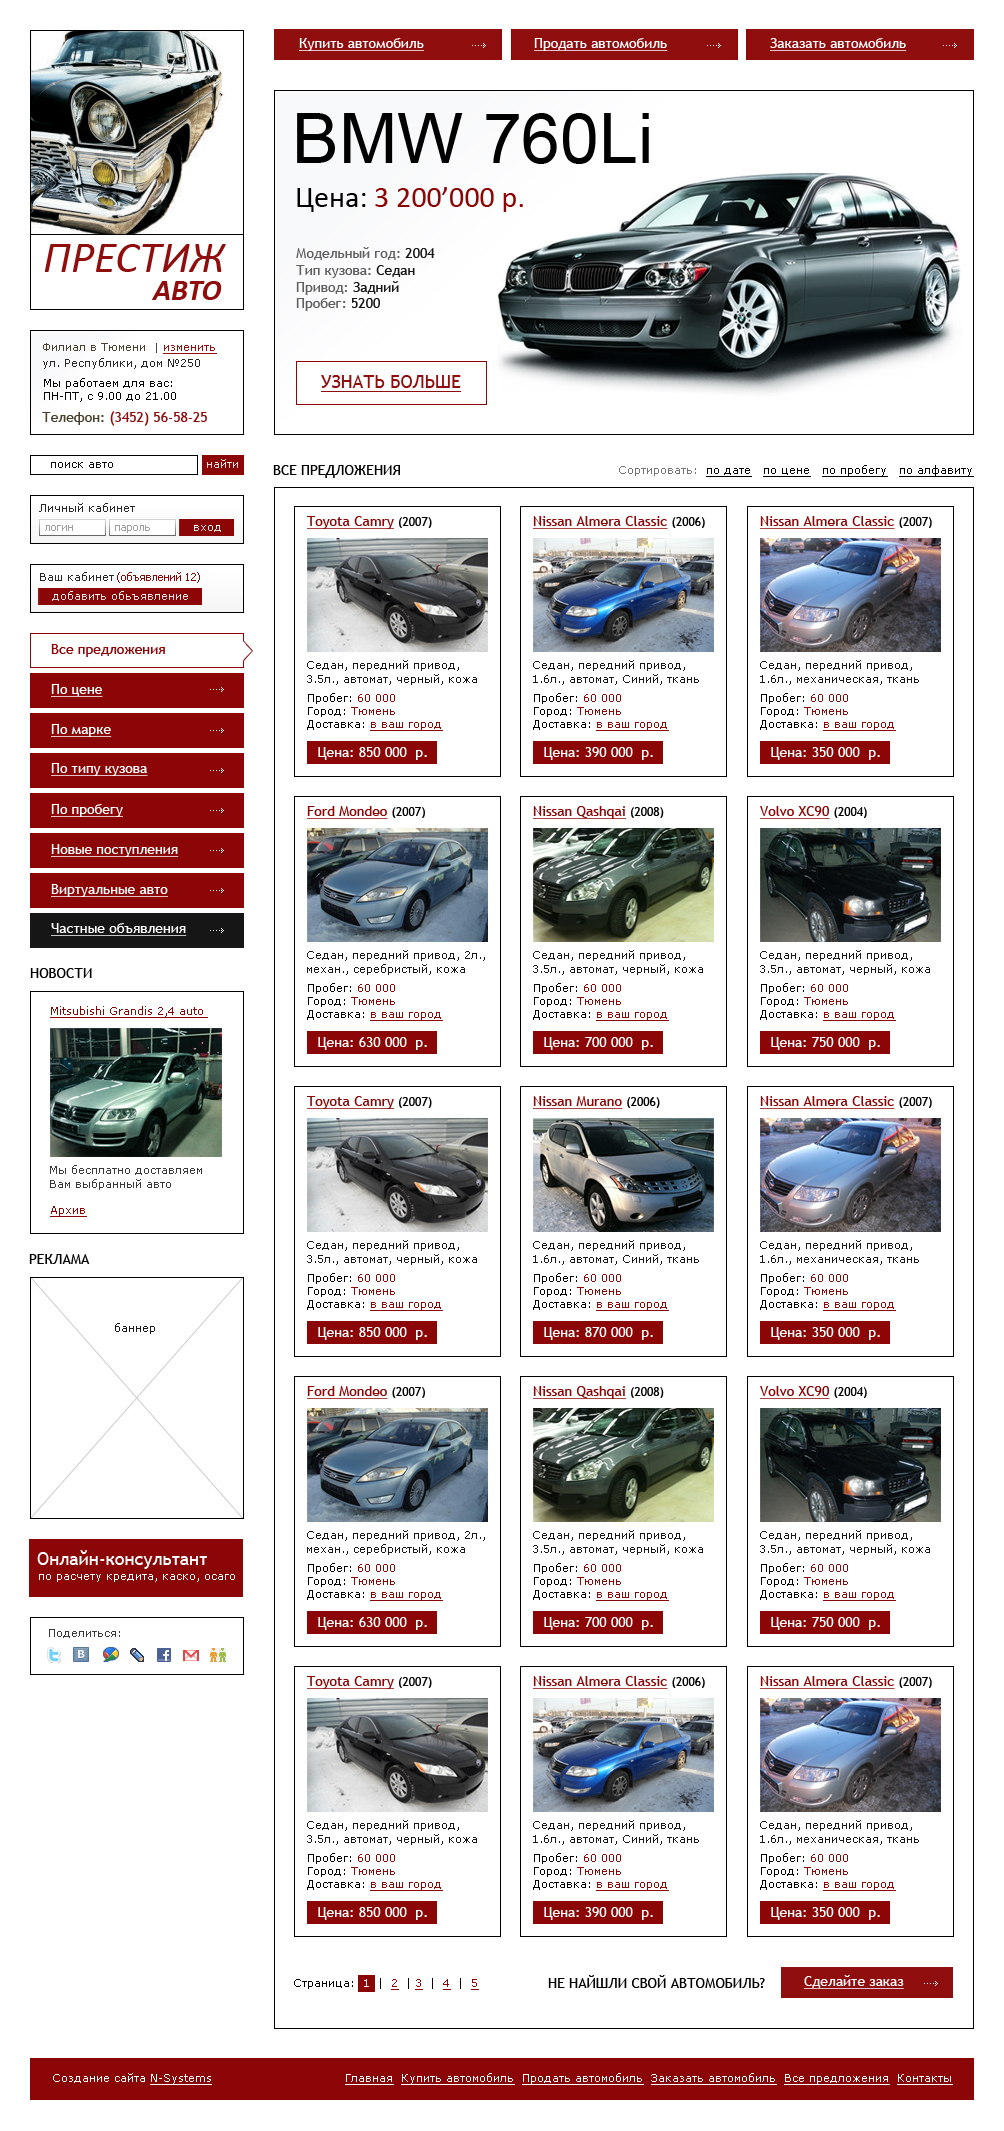 Купить автомобиль
Продать автомобиль
Заказать автомобиль
ПРЕСТИЖ
АВТО
BMW 760Li
Цена: 3 200’000 р.
Модельный год: 2004
Тип кузова: Седан
Привод: Задний
Пробег: 5200
УЗНАТЬ БОЛЬШЕ
Филиал в Тюмени | изменить
ул. Республики, дом №250
Мы работаем для вас:
ПН-ПТ, с 9.00 до 21.00
Телефон: (3452) 56-58-25
поиск авто найти
Личный кабинет
логин пароль вход
Ваш кабинет (объявлений 12)
добавить обьъявление
Все предложения
По цене
По марке
По типу кузова
По пробегу
Новые поступления
Виртуальные авто
Частные объявления
НОВОСТИ
Mitsubishi Grandis 2,4 auto
Мы бесплатно доставляем
Вам выбранный авто
Архив
РЕКЛАМА
баннер
Онлайн-консультант
по расчету кредита, каско, осаго
Поделиться:
ВСЕ ПРЕДЛОЖЕНИЯ
Сортировать: по дате по цене по пробегу по алфавиту
Toyota Camry (2007)
Седан, передний привод,
3.5л., автомат, черный, кожа
Пробег: 60 000
Город: Тюмень
Доставка: в ваш город
Цена: 850 000 р.
Nissan Almera Classic (2006)
Седан, передний привод,
1.6л., автомат, Синий, ткань
Пробег: 60 000
Город: Тюмень
Доставка: в ваш город
Цена: 390 000 р.
Nissan Almera Classic (2007)
Седан, передний привод,
1.6л., механическая, ткань
Пробег: 60 000
Город: Тюмень
Доставка: в ваш город
Цена: 350 000 р.
Ford Mondeo (2007)
Седан, передний привод, 2л.,
механ., серебристый, кожа
Пробег: 60 000
Город: Тюмень
Доставка: в ваш город
Цена: 630 000 р.
Nissan Qashqai (2008)
Седан, передний привод,
3.5л., автомат, черный, кожа
Пробег: 60 000
Город: Тюмень
Доставка: в ваш город
Цена: 700 000 р.
Volvo XC90 (2004)
Седан, передний привод,
3.5л., автомат, черный, кожа
Пробег: 60 000
Город: Тюмень
Доставка: в ваш город
Цена: 750 000 р.
Toyota Camry (2007)
Седан, передний привод,
3.5л., автомат, черный, кожа
Пробег: 60 000
Город: Тюмень
Доставка: в ваш город
Цена: 850 000 р.
Nissan Murano (2006)
Седан, передний привод,
1.6л., автомат, Синий, ткань
Пробег: 60 000
Город: Тюмень
Доставка: в ваш город
Цена: 870 000 р.
Nissan Almera Classic (2007)
Седан, передний привод,
1.6л., механическая, ткань
Пробег: 60 000
Город: Тюмень
Доставка: в ваш город
Цена: 350 000 р.
Ford Mondeo (2007)
Седан, передний привод, 2л.,
механ., серебристый, кожа
Пробег: 60 000
Город: Тюмень
Доставка: в ваш город
Цена: 630 000 р.
Nissan Qashqai (2008)
Седан, передний привод,
3.5л., автомат, черный, кожа
Пробег: 60 000
Город: Тюмень
Доставка: в ваш город
Цена: 700 000 р.
Volvo XC90 (2004)
Седан, передний привод,
3.5л., автомат, черный, кожа
Пробег: 60 000
Город: Тюмень
Доставка: в ваш город
Цена: 750 000 р.
Toyota Camry (2007)
Седан, передний привод,
3.5л., автомат, черный, кожа
Пробег: 60 000
Город: Тюмень
Доставка: в ваш город
Цена: 850 000 р.
Nissan Almera Classic (2006)
Седан, передний привод,
1.6л., автомат, Синий, ткань
Пробег: 60 000
Город: Тюмень
Доставка: в ваш город
Цена: 390 000 р.
Nissan Almera Classic (2007)
Седан, передний привод,
1.6л., механическая, ткань
Пробег: 60 000
Город: Тюмень
Доставка: в ваш город
Цена: 350 000 р.
Страница: 1 | 2 | 3 | 4 | 5
НЕ НАЙШЛИ СВОЙ АВТОМОБИЛЬ?
Сделайте заказ
Создание сайта N-Systems
Главная Купить автомобиль Продать автомобиль Заказать автомобиль Все предложения Контакты